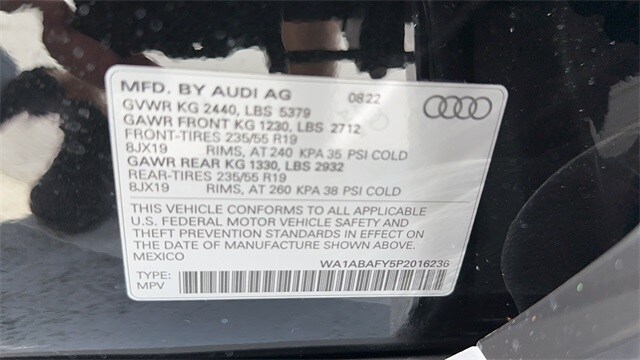 MFD. BY AUDI AG 0822
GVWR KG 2440, LBS 5379
GAWR FRONT KG 1230, LBS 2712
FRONT-TIRES 235/55 R19
8JX19 RIMS, AT 240 KPA 35 PSI COLD
GAWR REAR KG 1330, LBS 2932
REAR-TIRES 235/55 R19
8JX19 RIMS, AT 260 KPA 38 PSI COLD
THIS VEHICLE CONFORMS TO ALL APPLICABLE
U.S. FEDERAL MOTOR VEHICLE SAFETY AND
THEFT PREVENTION STANDARDS IN EFFECT ON
THE DATE OF MANUFACTURE SHOWN ABOVE.
MEXICO WA1ABAFY5P2016236
TYPE:
MPV